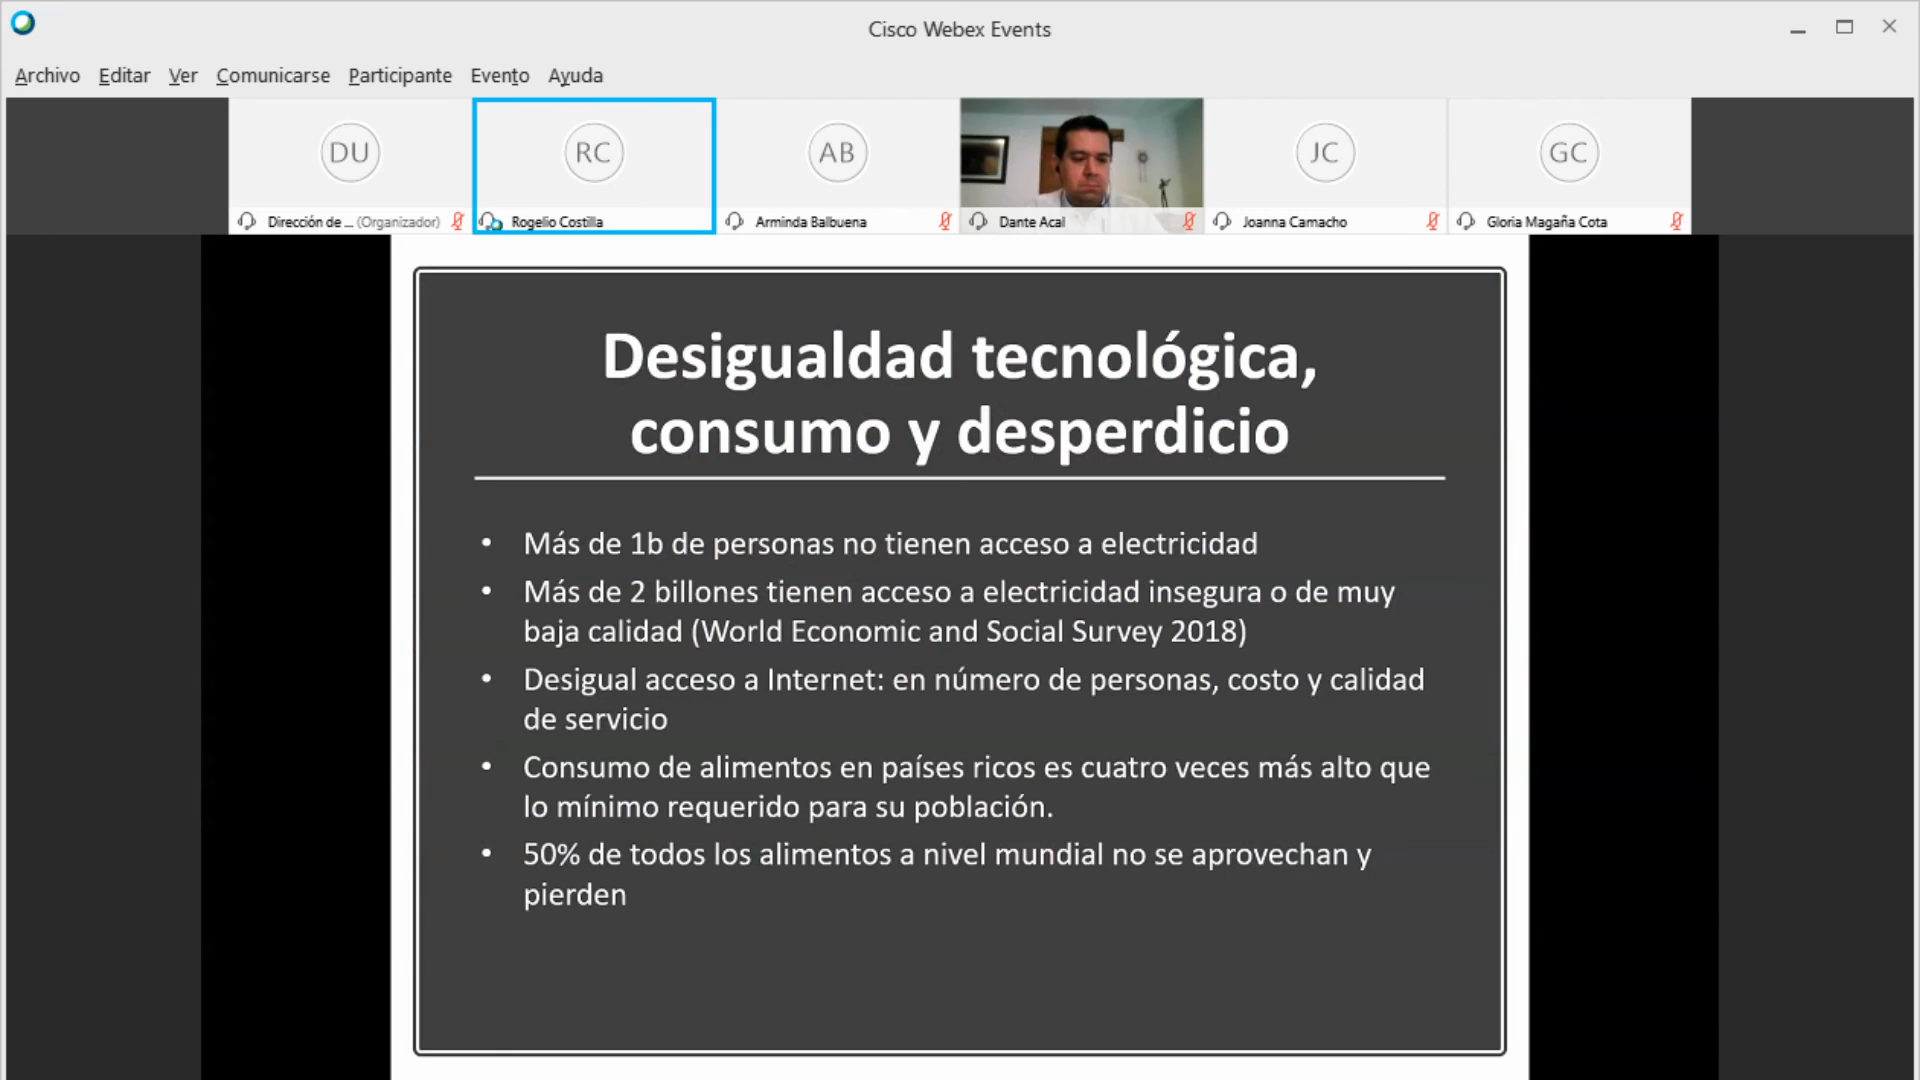 Cisco Webex Events
Archivo Editar Ver Comunicarse Participante Evento Ayuda
DU RC AB JC GC
Dirección de ... (Organizador) Rogelio Costilla Arminda Balbuena Dante Acal Joanna Camacho Gloria Magaña Cota
Desigualdad tecnológica,
consumo y desperdicio
• Más de 1b de personas no tienen acceso a electricidad
• Más de 2 billones tienen acceso a electricidad insegura o de muy
baja calidad (World Economic and Social Survey 2018)
• Desigual acceso a Internet: en número de personas, costo y calidad
de servicio
• Consumo de alimentos en países ricos es cuatro veces más alto que
lo mínimo requerido para su población.
• 50% de todos los alimentos a nivel mundial no se aprovechan y
pierden